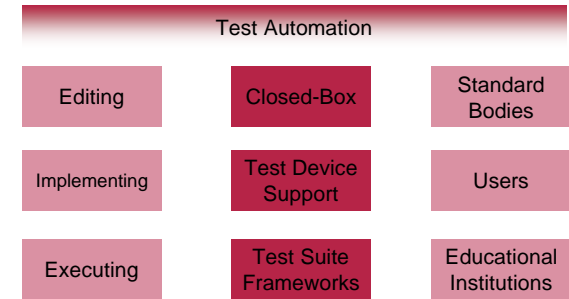 Test Automation
Editing
Closed-Box
Standard
Bodies
Implementing
Test Device
Support
Users
Executing
Test Suite
Frameworks
Educational
Institutions